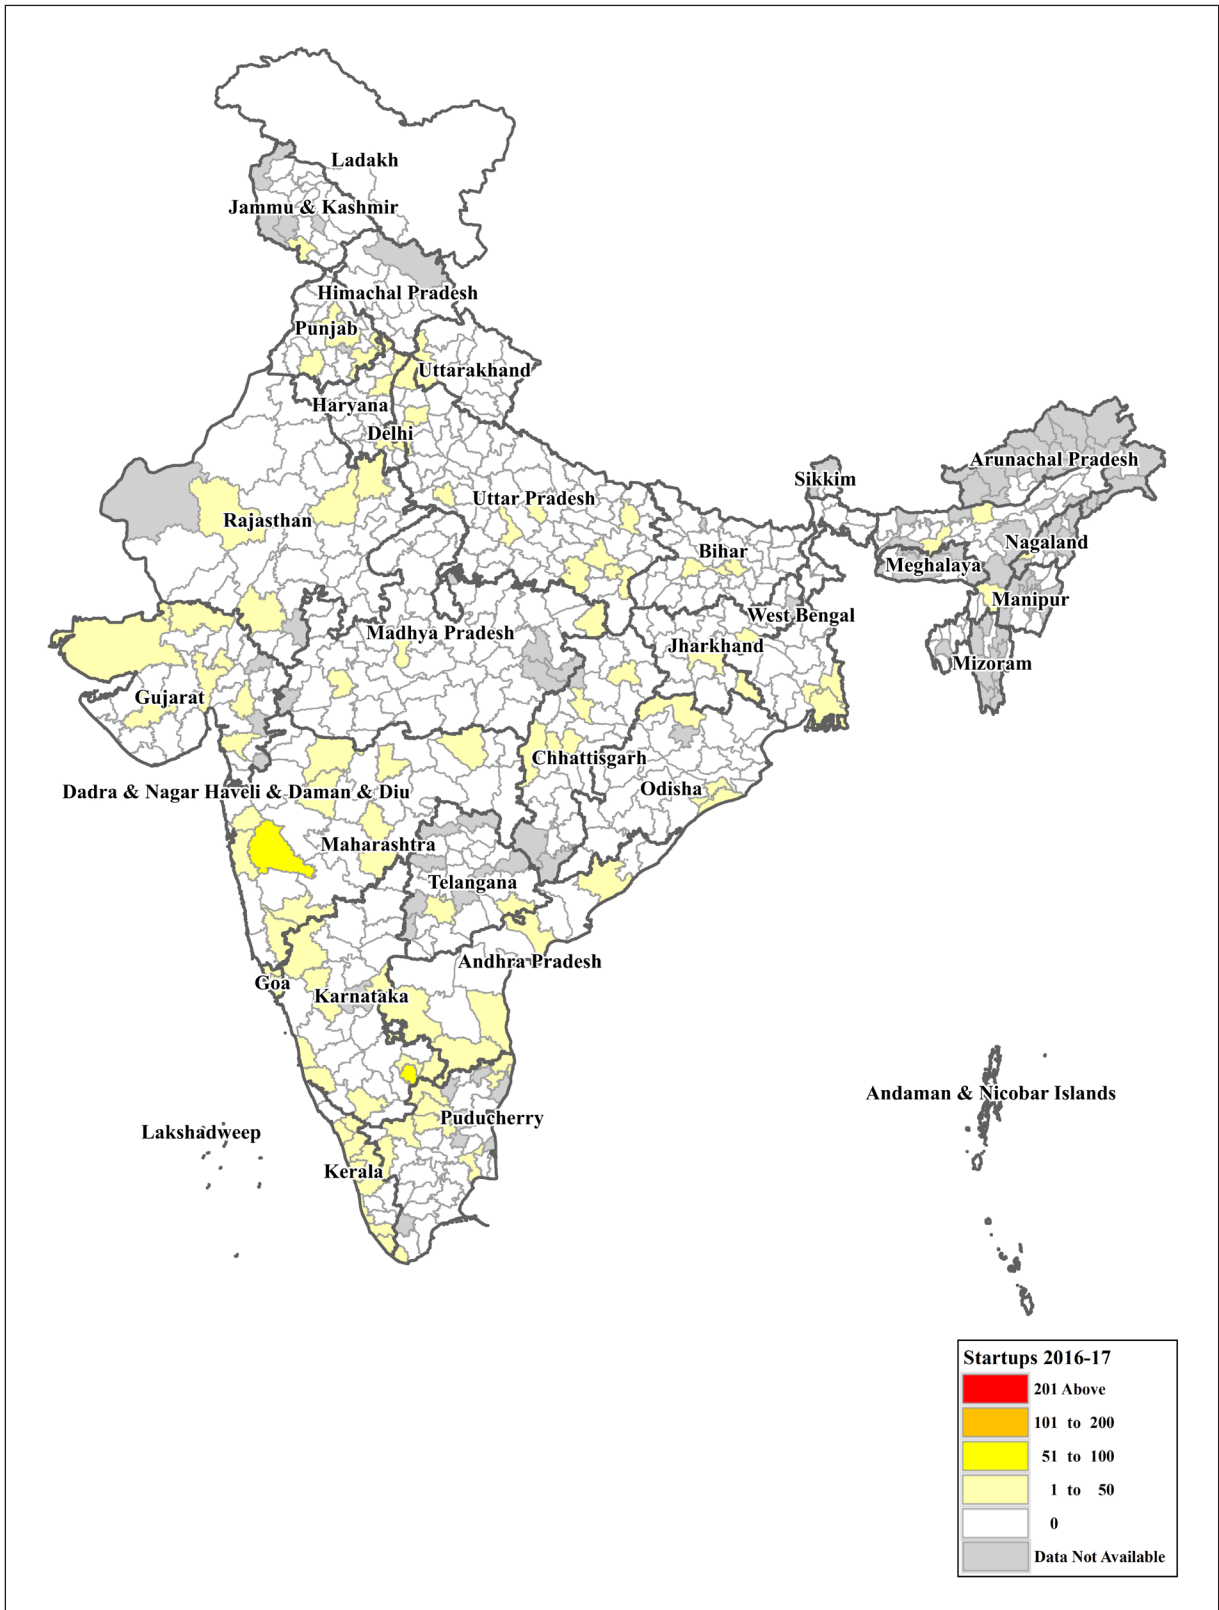 Ladakh
Jammu & Kashmir
Himachal Pradesh
Punjab
Uttarakhand
Haryana
Delhi
Arunachal Pradesh
Sikkim
Uttar Pradesh
Rajasthan
Nagaland
Bihar
Meghalaya
Manipur
West Bengal
Madhya Pradesh
Jharkhand
Mizoram
Gujarat
Chhattisgarh
Odisha
Dadra & Nagar Haveli & Daman & Diu
Maharashtra
Telangana
Andhra Pradesh
Goa
Karnataka
Andaman & Nicobar Islands
Puducherry
Lakshadweep
Kerala
Startups 2016-17
201 Above
101 to 200
51 to 100
1 to 50
0
Data Not Available